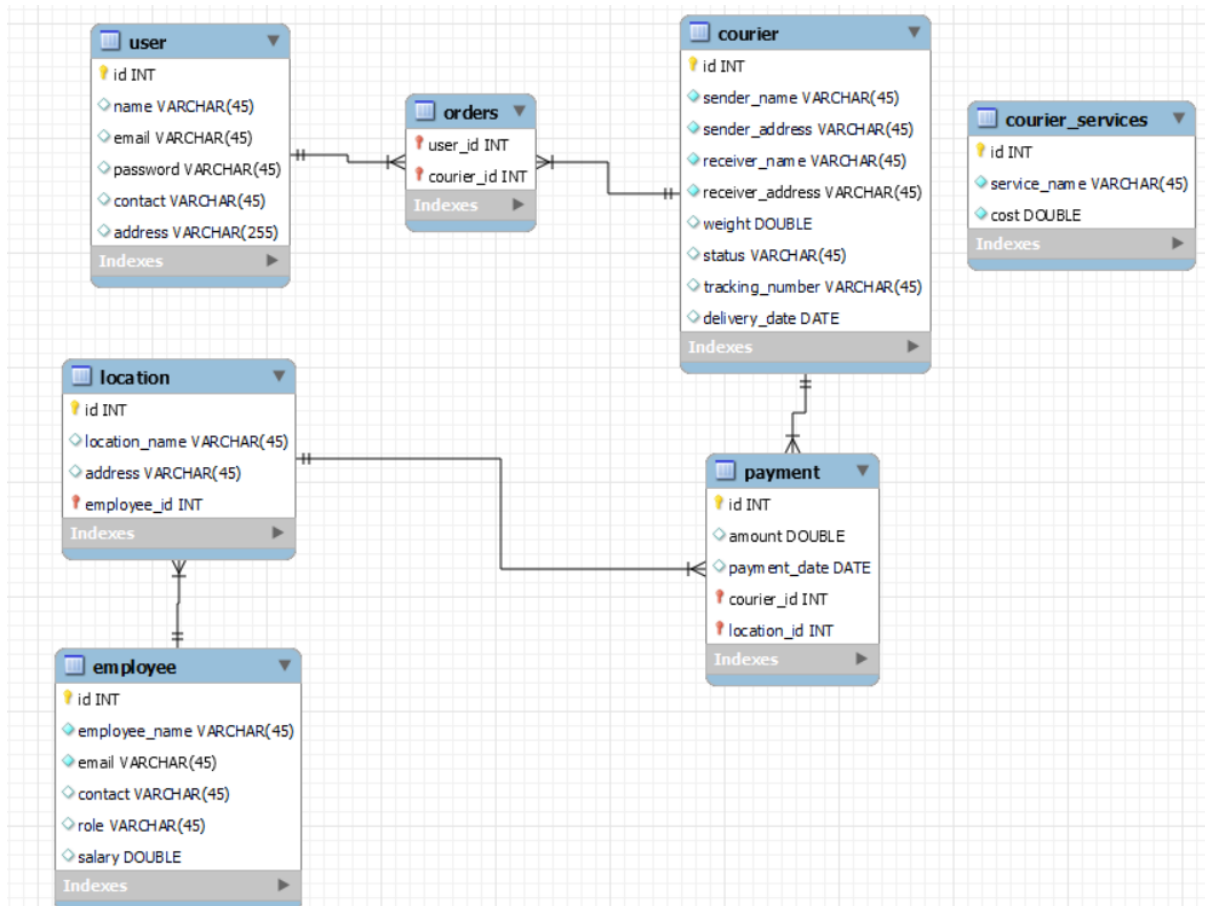 user
id INT
name VARCHAR(45)
email VARCHAR(45)
password VARCHAR(45)
contact VARCHAR(45)
address VARCHAR(255)
Indexes
orders
user_id INT
courier_id INT
Indexes
courier
id INT
sender_name VARCHAR(45)
sender_address VARCHAR(45)
receiver_name VARCHAR(45)
receiver_address VARCHAR(45)
weight DOUBLE
status VARCHAR(45)
tracking_number VARCHAR(45)
delivery_date DATE
Indexes
courier_services
id INT
service_name VARCHAR(45)
cost DOUBLE
Indexes
location
id INT
location_name VARCHAR(45)
address VARCHAR(45)
employee_id INT
Indexes
payment
id INT
amount DOUBLE
payment_date DATE
courier_id INT
location_id INT
Indexes
employee
id INT
employee_name VARCHAR(45)
email VARCHAR(45)
contact VARCHAR(45)
role VARCHAR(45)
salary DOUBLE
Indexes